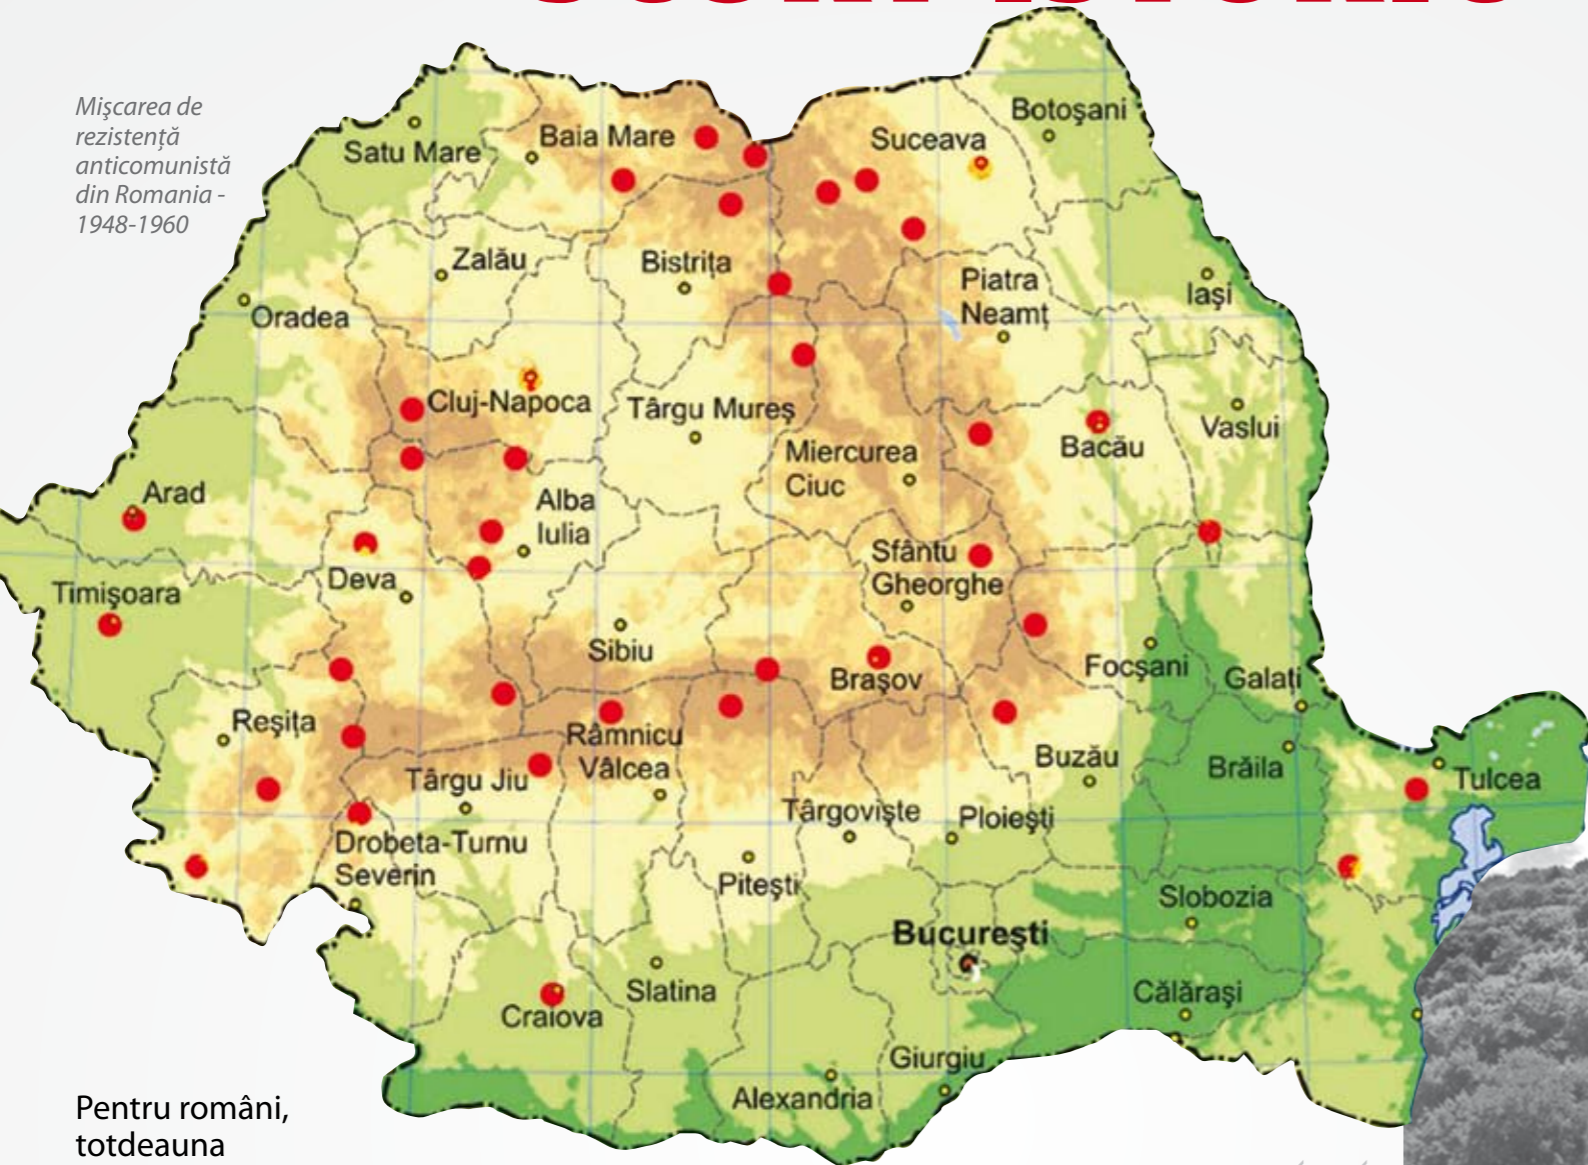 Mişcarea de
rezistenţă
anticomunistă
din Romania -
1948-1960
Satu Mare
Baia Mare
Suceava
Botoşani
Zalău
Bistriţa
Piatra
Neamţ
Iaşi
Oradea
Cluj-Napoca
Târgu Mureş
Miercurea
Ciuc
Bacău
Vaslui
Arad
Alba
Iulia
Deva
Sfântu
Gheorghe
Timişoara
Sibiu
Braşov
Focşani
Galaţi
Reşiţa
Râmnicu
Vâlcea
Târgu Jiu
Buzău
Brăila
Tulcea
Târgovişte
Ploieşti
Drobeta-Turnu
Severin
Piteşti
Slobozia
Bucureşti
Craiova
Slatina
Călăraşi
Giurgiu
Alexandria
Pentru români,
totdeauna